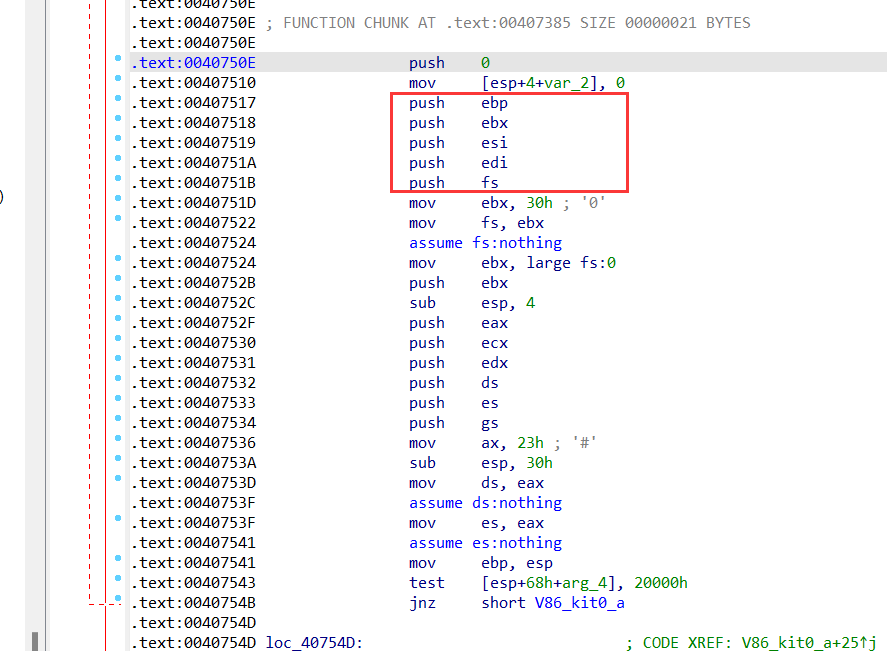 .text:0040750E
.text:0040750E ; FUNCTION CHUNK AT .text:00407385 SIZE 00000021 BYTES
.text:0040750E
.text:0040750E push 0
.text:00407510 mov [esp+4+var_2], 0
.text:00407517 push ebp
.text:00407518 push ebx
.text:00407519 push esi
.text:0040751A push edi
.text:0040751B push fs
.text:0040751D mov ebx, 30h ; '0'
.text:00407522 mov fs, ebx
.text:00407524 assume fs:nothing
.text:00407524 mov ebx, large fs:0
.text:0040752B push ebx
.text:0040752C sub esp, 4
.text:0040752F push eax
.text:00407530 push ecx
.text:00407531 push edx
.text:00407532 push ds
.text:00407533 push es
.text:00407534 push gs
.text:00407536 mov ax, 23h ; '#'
.text:0040753A sub esp, 30h
.text:0040753D mov ds, eax
.text:0040753F assume ds:nothing
.text:0040753F mov es, eax
.text:00407541 assume es:nothing
.text:00407541 mov ebp, esp
.text:00407543 test [esp+68h+arg_4], 20000h
.text:0040754B jnz short V86_kit0_a
.text:0040754D
.text:0040754D loc_40754D: ; CODE XREF: V86_kit0_a+25↑j
)